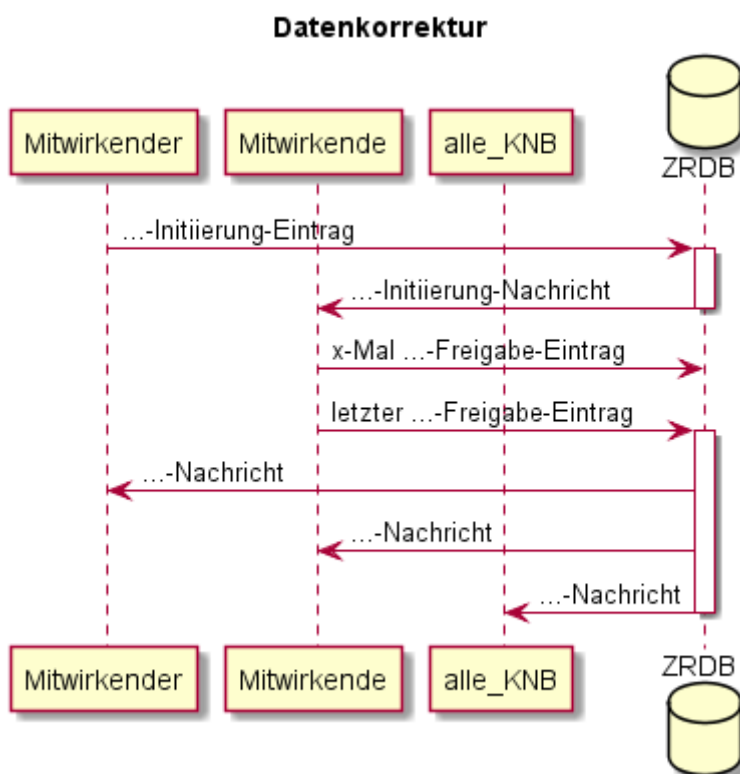 Datenkorrektur
Mitwirkender
Mitwirkende
alle_KNB
ZRDB
...-Initiierung-Eintrag
...-Initiierung-Nachricht
x-Mal ...-Freigabe-Eintrag
letzter ...-Freigabe-Eintrag
...-Nachricht
...-Nachricht
...-Nachricht
Mitwirkender
Mitwirkende
alle_KNB
ZRDB